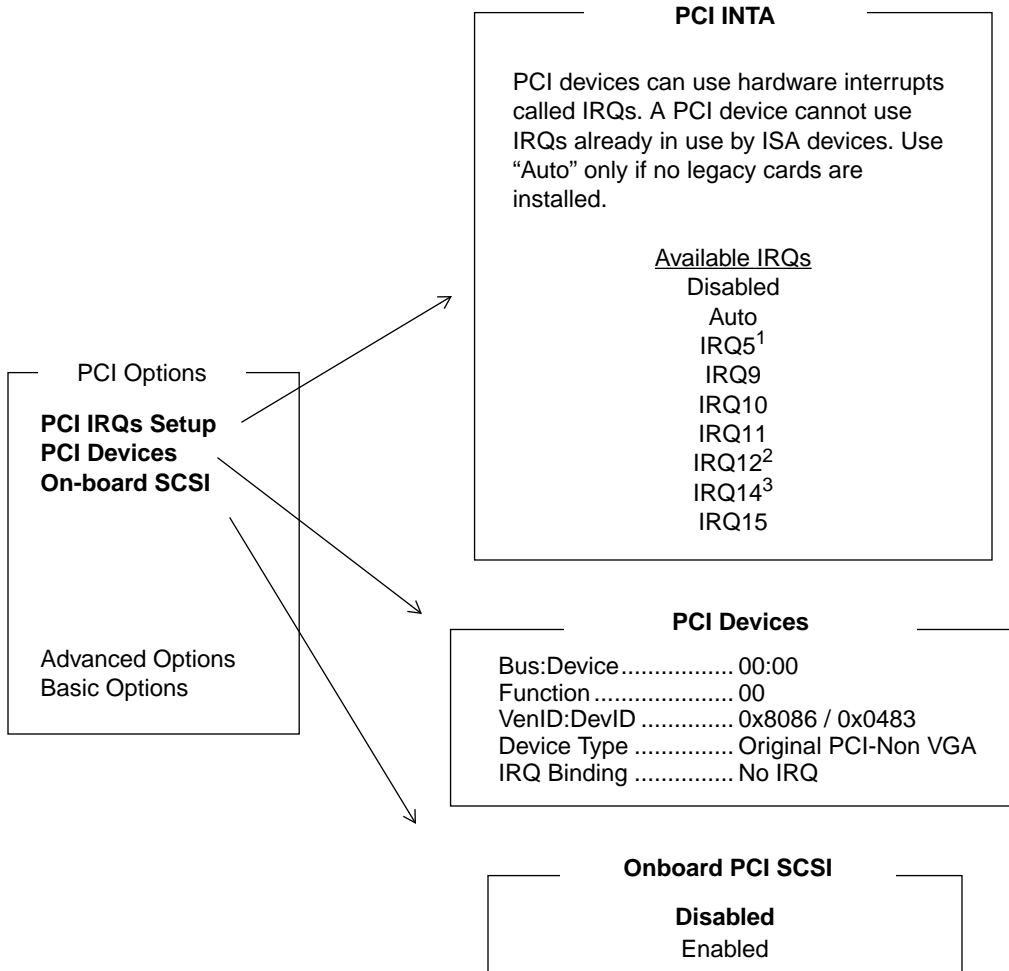 PCI INTA
PCI devices can use hardware interrupts
called IRQs. A PCI device cannot use
IRQs already in use by ISA devices. Use
“Auto” only if no legacy cards are
installed.
Available IRQs
Disabled
Auto
IRQ5¹
IRQ9
IRQ10
IRQ11
IRQ12²
IRQ14³
IRQ15
PCI Options
PCI IRQs Setup
PCI Devices
On-board SCSI
Advanced Options
Basic Options
PCI Devices
Bus:Device................. 00:00
Function ..................... 00
VenID:DevID .............. 0x8086 / 0x0483
Device Type ............... Original PCI-Non VGA
IRQ Binding ............... No IRQ
Onboard PCI SCSI
Disabled
Enabled